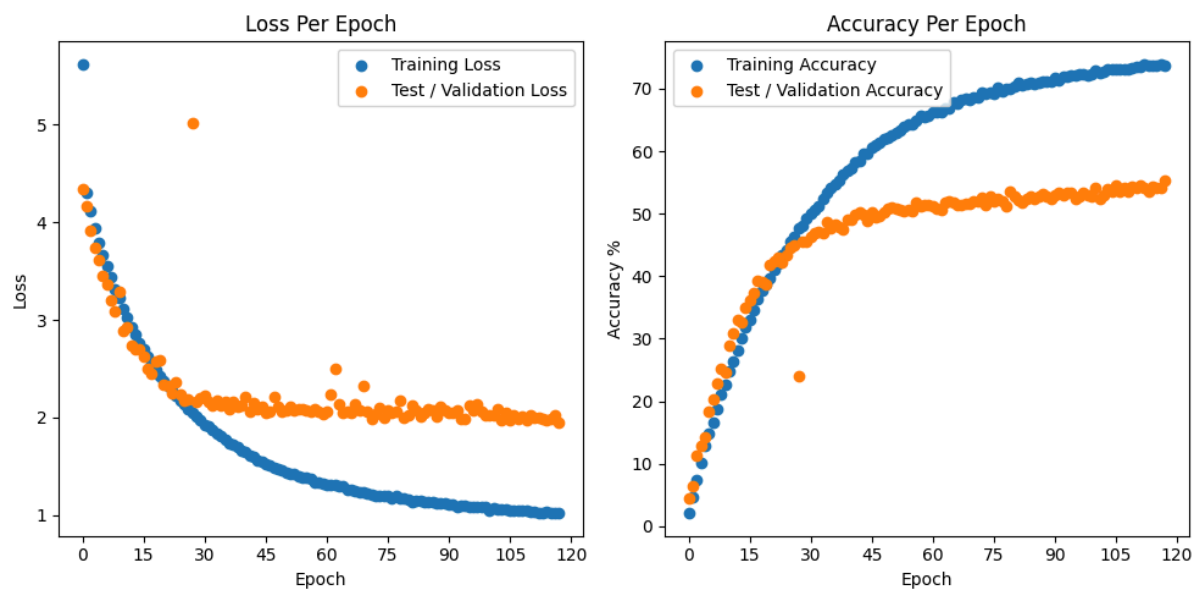 Loss Per Epoch
Training Loss
Test / Validation Loss
5
4
3
2
1
Loss
0 15 30 45 60 75 90 105 120
Epoch
Accuracy Per Epoch
Training Accuracy
Test / Validation Accuracy
70
60
50
40
30
20
10
0
Accuracy %
0 15 30 45 60 75 90 105 120
Epoch